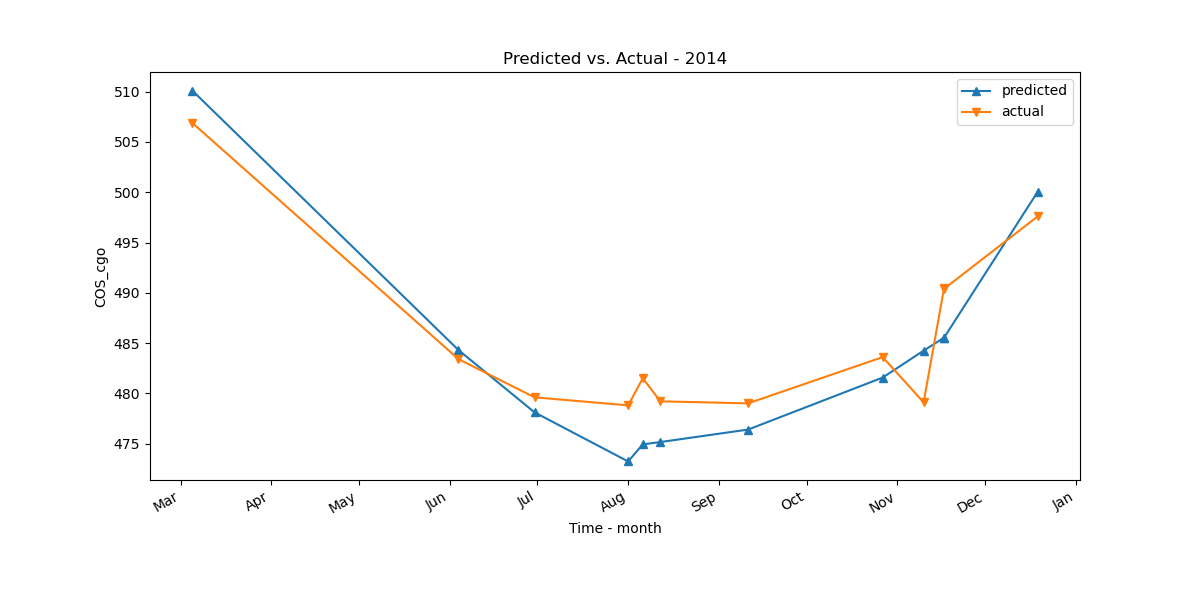 Predicted vs. Actual - 2014
predicted
actual
510
505
500
495
490
485
480
475
COS_cgo
Mar
Apr
May
Jun
Jul
Aug
Sep
Oct
Nov
Dec
Jan
Time - month